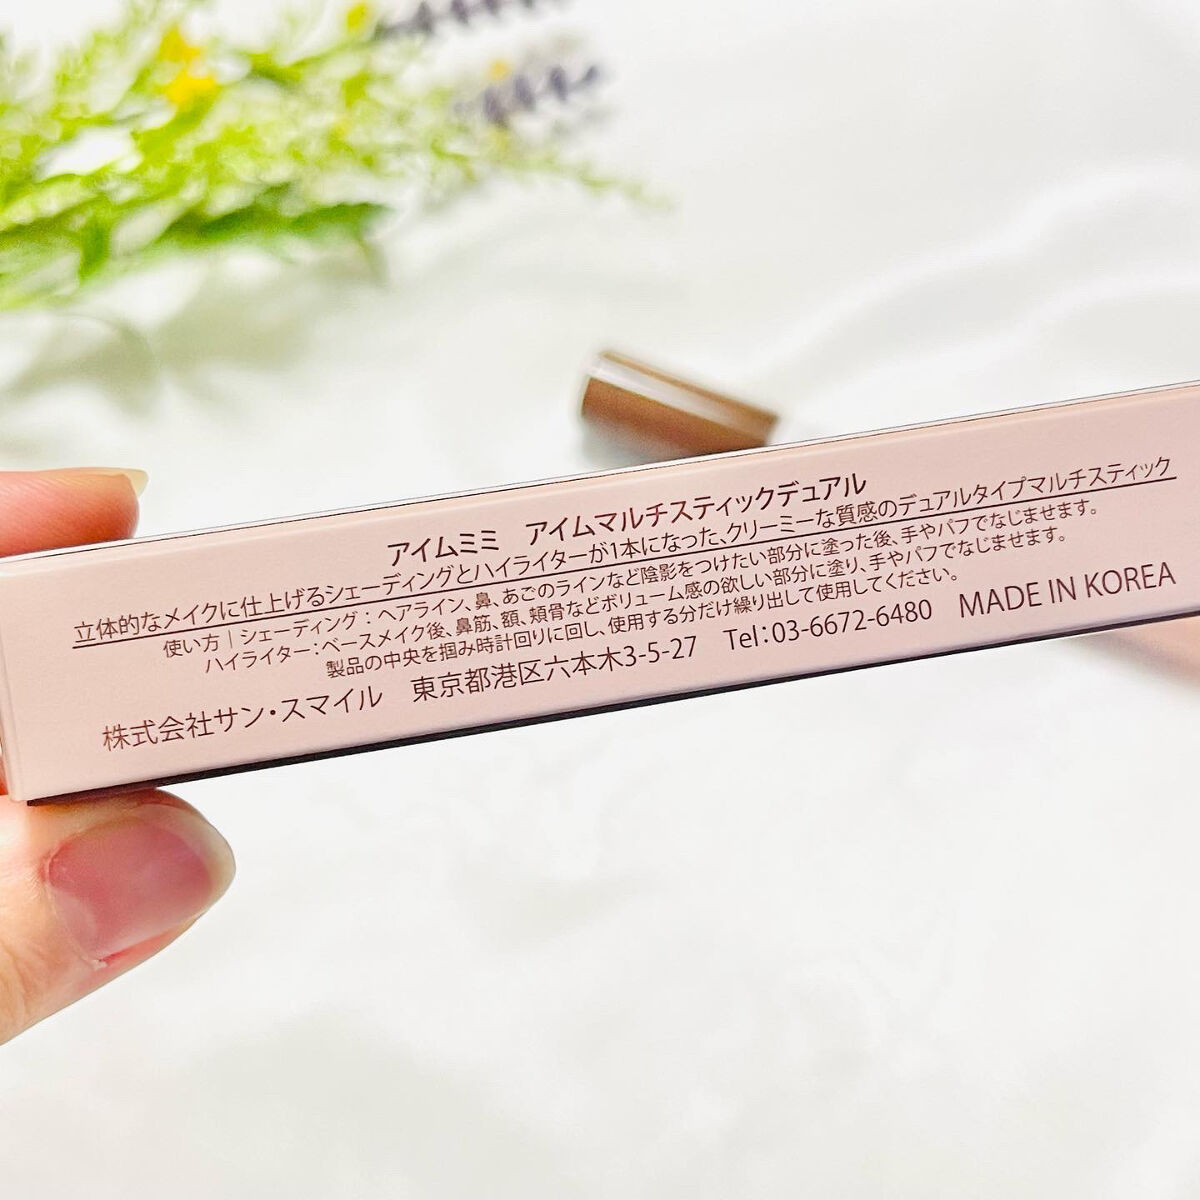 アイムミミ　アイムマルチスティックデュアル
立体的なメイクに仕上げるシェーディングとハイライターが1本になった、クリーミーな質感のデュアルタイプマルチスティック
使い方｜シェーディング：ヘアライン、鼻、あごのラインなど陰影をつけたい部分に塗った後、手やパフでなじませます。
ハイライター：ベースメイク後、鼻筋、額、頬骨などボリューム感の欲しい部分に塗り、手やパフでなじませます。
製品の中央を掴み時計回りに回し、使用する分だけ繰り出して使用してください。
株式会社サン・スマイル　東京都港区六本木3-5-27　Tel：03-6672-6480　MADE IN KOREA